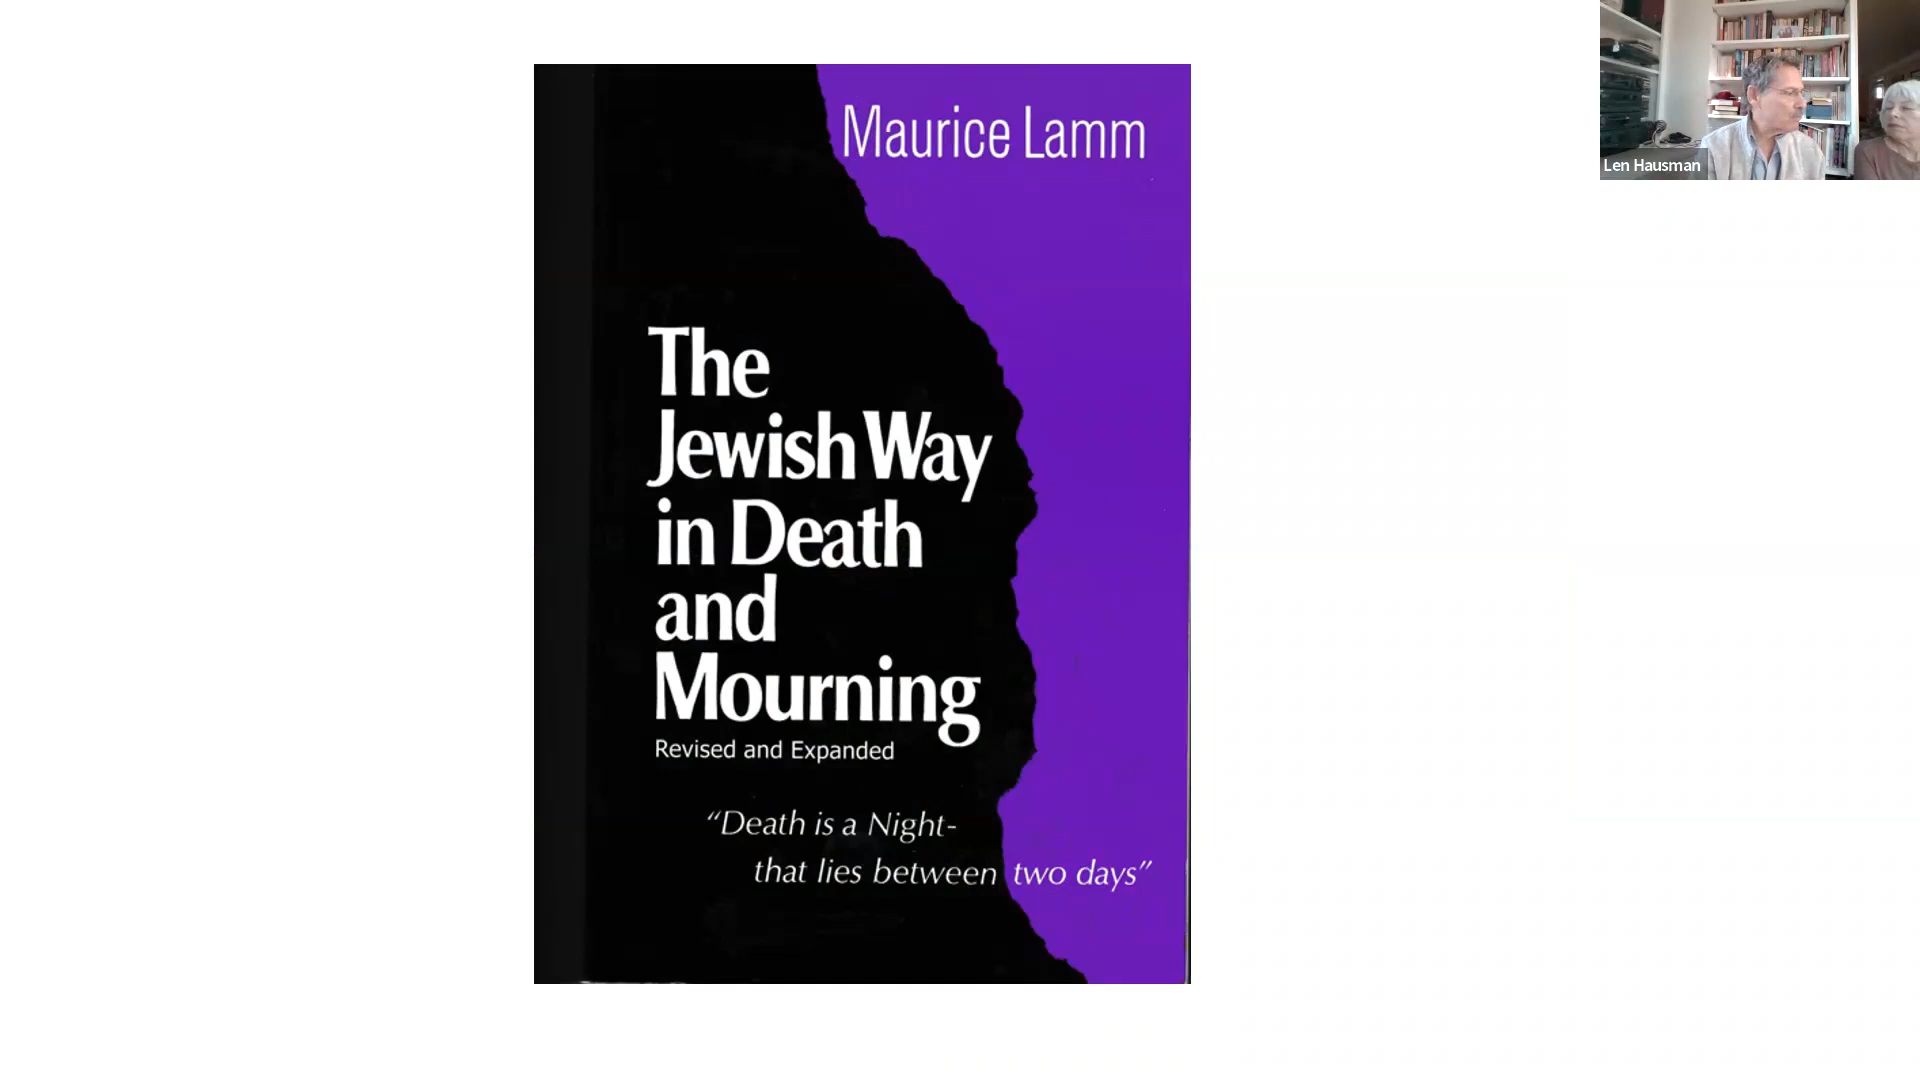 Maurice Lamm
The
Jewish Way
in Death
and
Mourning
Revised and Expanded
“Death is a Night-
that lies between two days”
Len Hausman